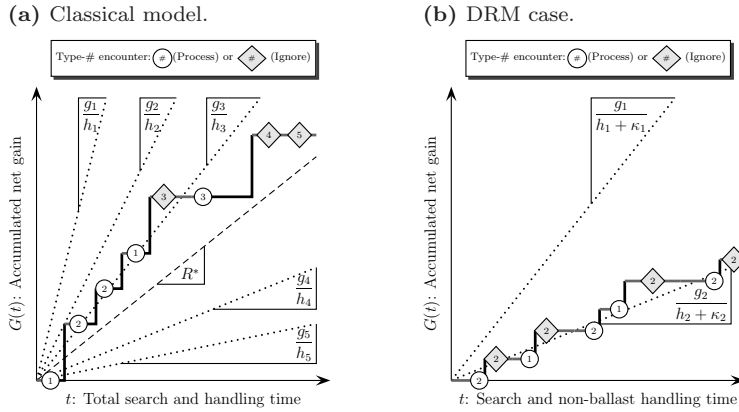 (a) Classical model.
Type-# encounter: # (Process) or # (Ignore)
G(t): Accumulated net gain
g1
h1
g2
h2
g3
h3
4 5
3 3
1
R*
2
g4
h4
2
g5
h5
1
t: Total search and handling time
(b) DRM case.
Type-# encounter: # (Process) or # (Ignore)
G(t): Accumulated net gain
g1
h1 + κ1
2
2 2
1
g2
h2 + κ2
2 2
2 1
2
t: Search and non-ballast handling time